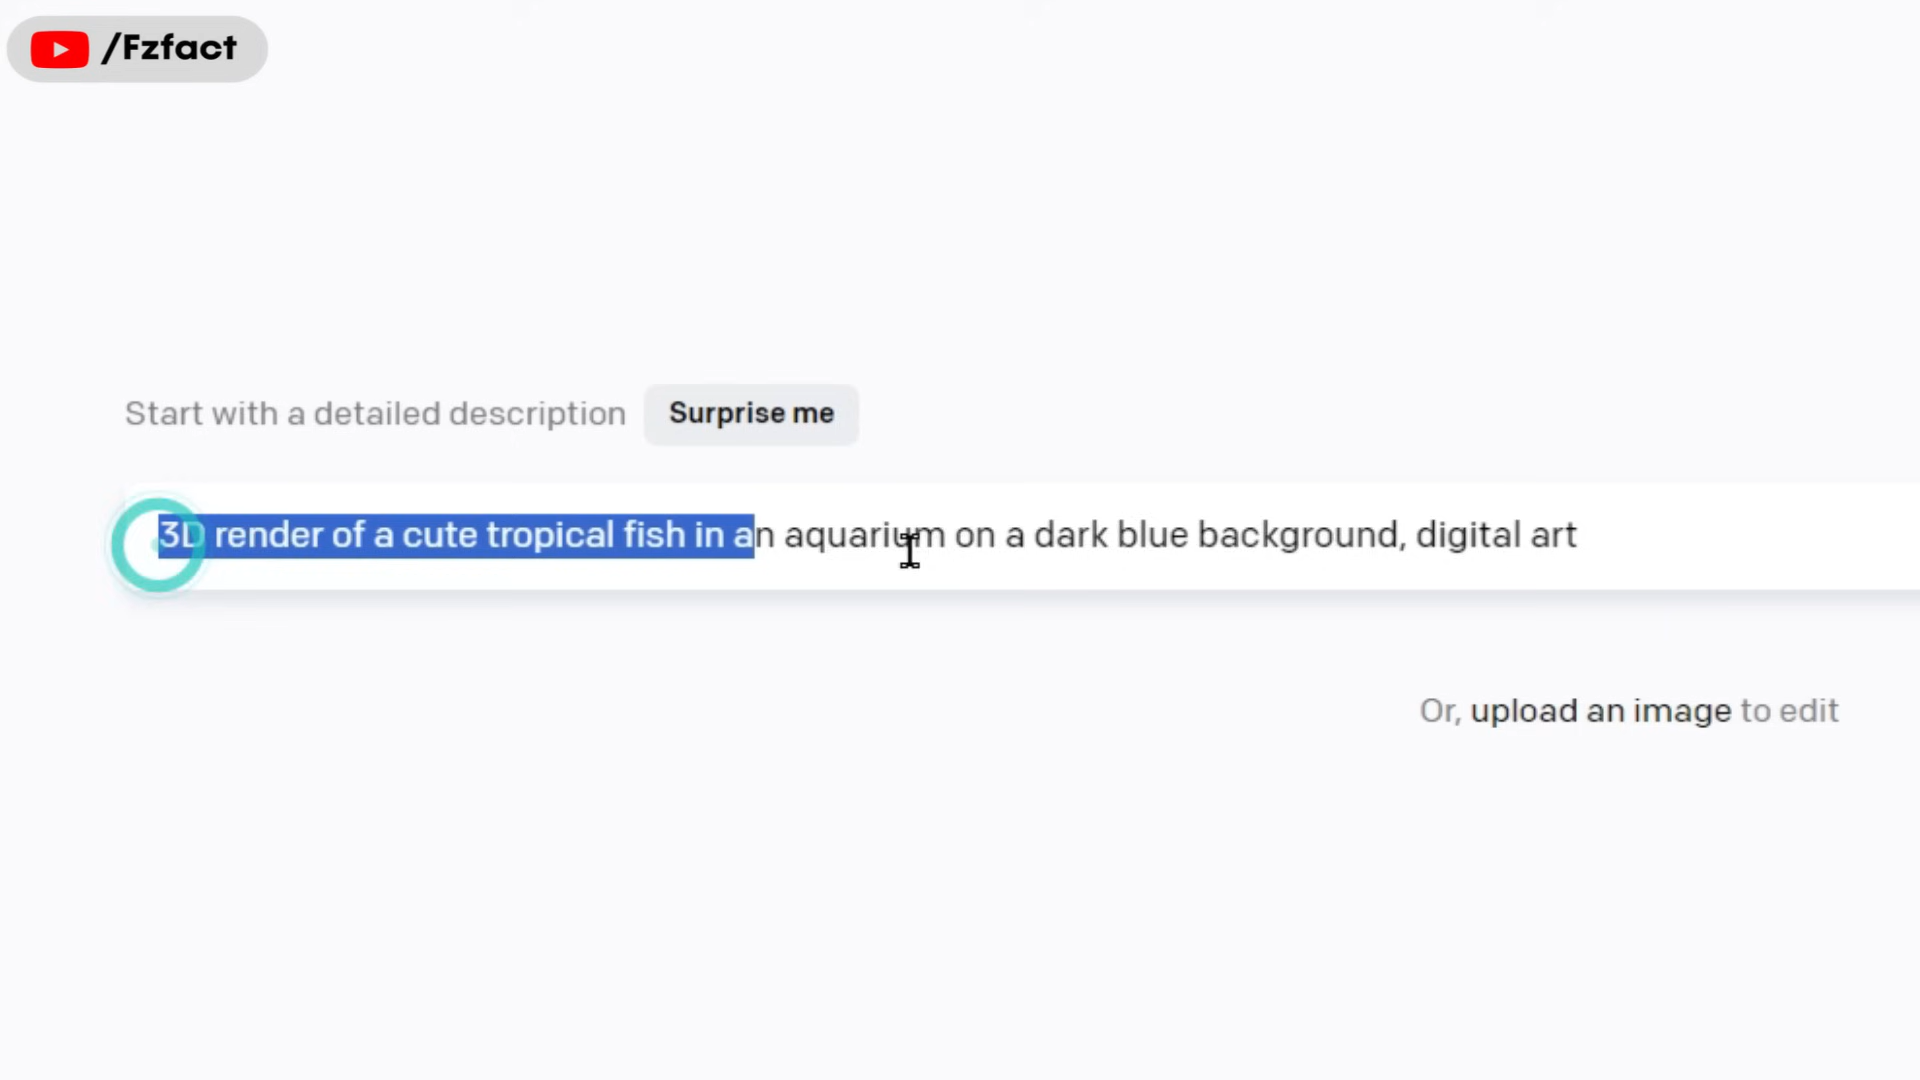 /Fzfact
Start with a detailed description Surprise me
3D render of a cute tropical fish in an aquarium on a dark blue background, digital art
Or, upload an image to edit